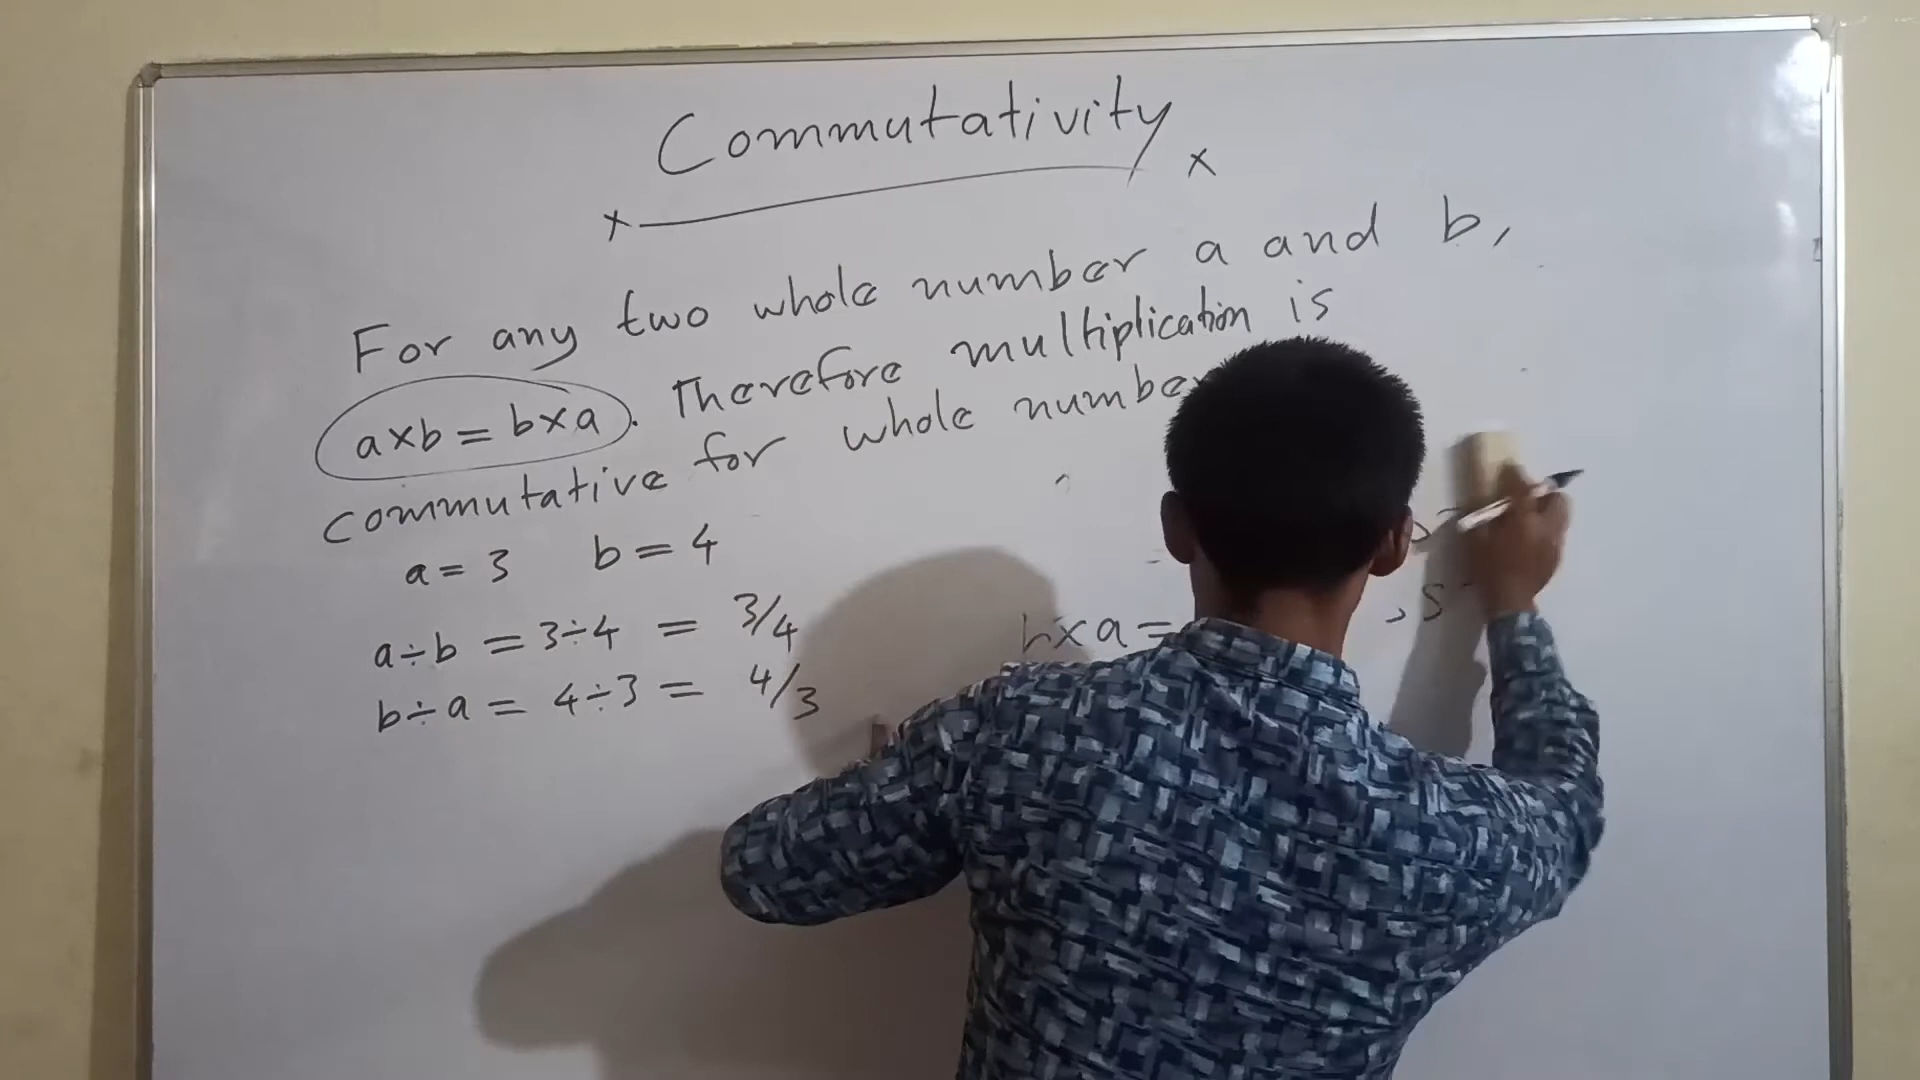 Commutativity
x x
For any two whole number a and b,
a×b = b×a. Therefore multiplication is
commutative for whole number
a = 3 b = 4
a÷b = 3÷4 = 3/4
b÷a = 4÷3 = 4/3
b×a =